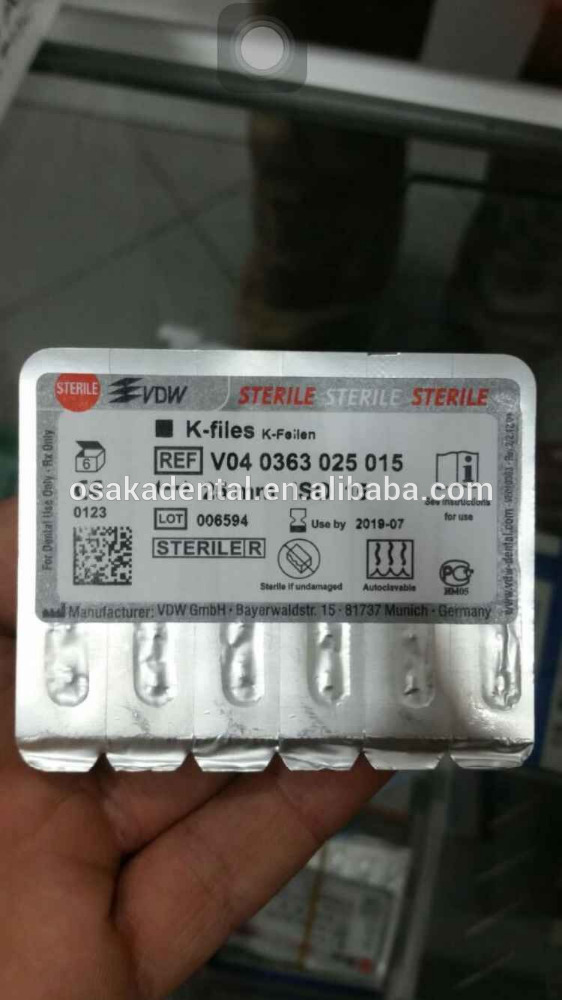 STERILE VDW STERILE STERILE STERILE
K-files K-Feilen
6
REF V04 0363 025 015
osakadental.en.alibaba.com
0123
LOT 006594 Use by 2019-07
See instructions
for use
STERILE R
Sterile if undamaged
Autoclavable
Manufacturer: VDW GmbH · Bayerwaldstr. 15 · 81737 Munich · Germany
For Dental Use Only · Rx Only
www.vdw-dental.com